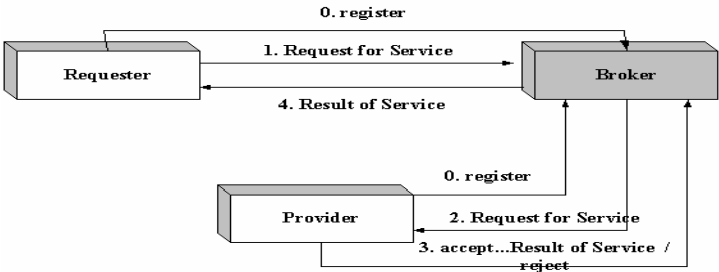 0. register
1. Request for Service
Requester
Broker
4. Result of Service
0. register
Provider
2. Request for Service
3. accept...Result of Service /
reject